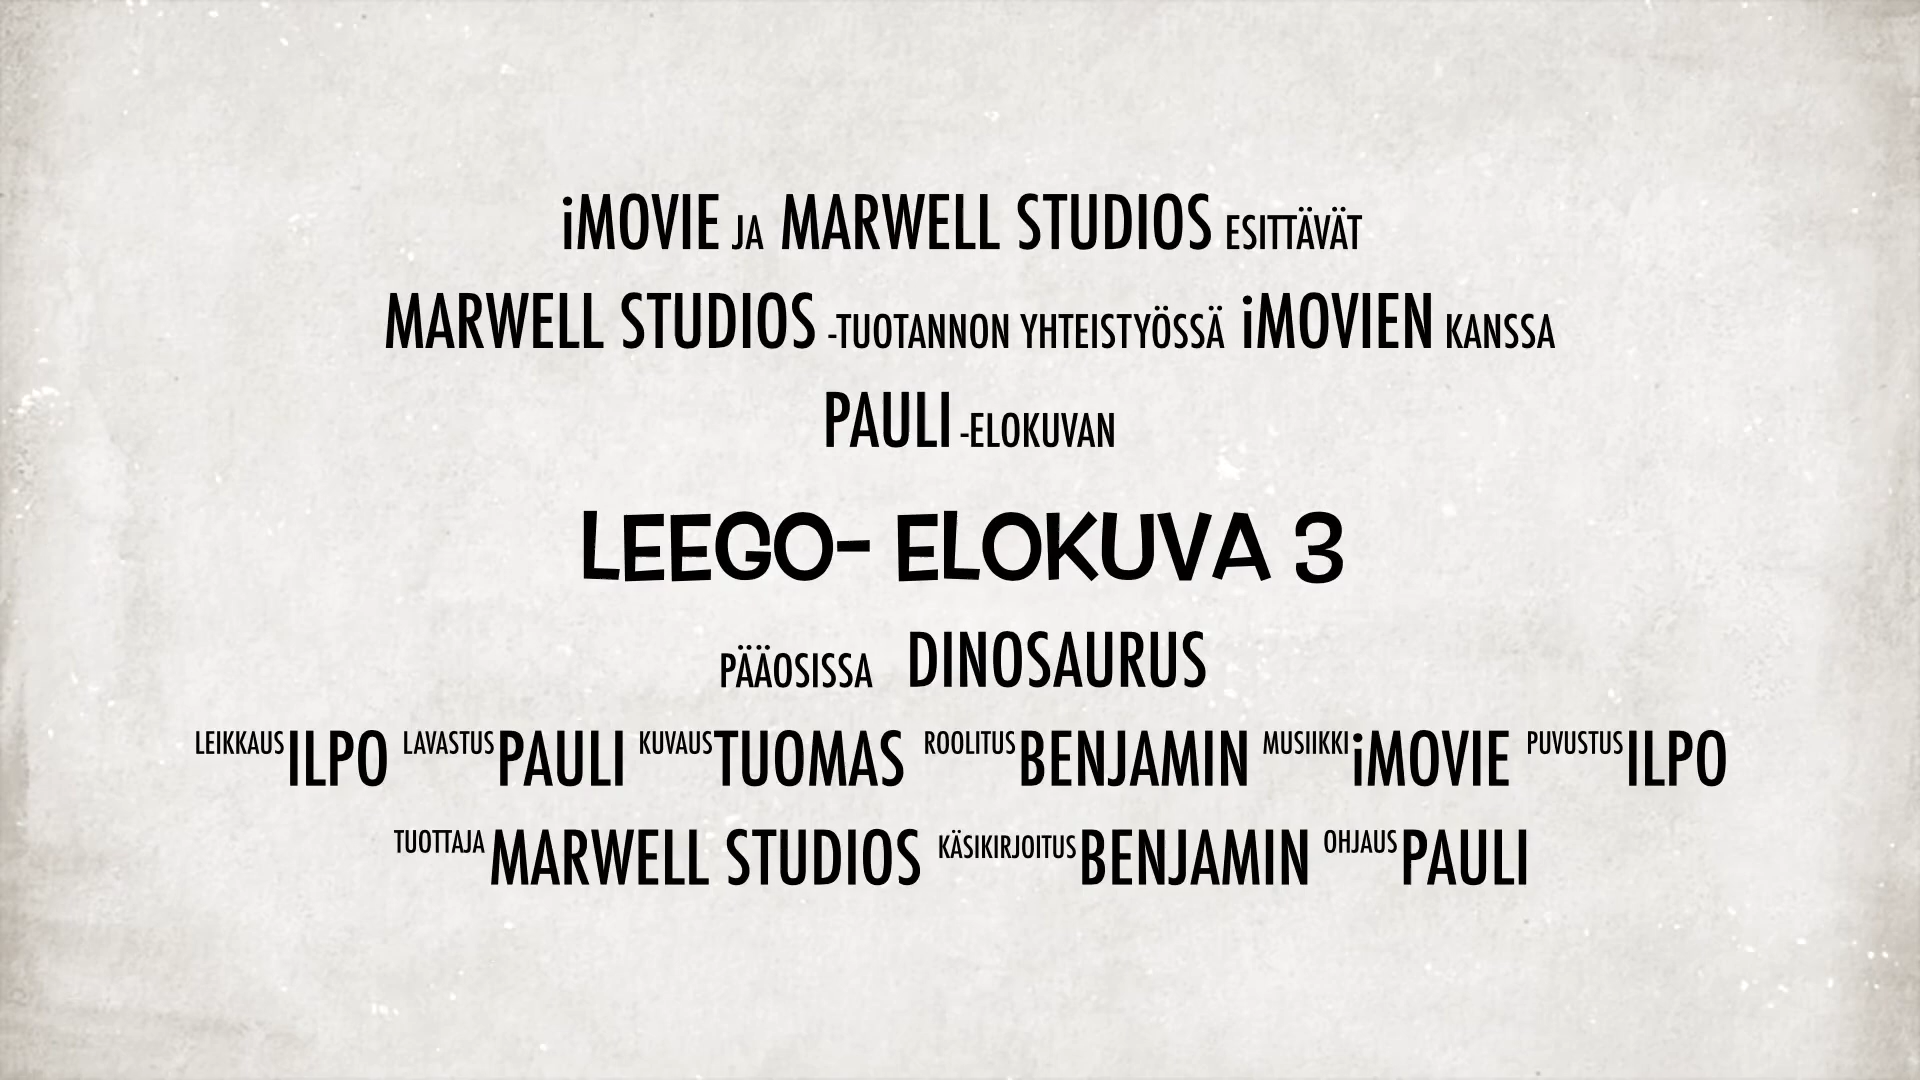 iMOVIE JA MARWELL STUDIOS ESITTÄVÄT
MARWELL STUDIOS -TUOTANNON YHTEISTYÖSSÄ iMOVIEN KANSSA
PAULI -ELOKUVAN
LEEGO- ELOKUVA 3
PÄÄOSISSA DINOSAURUS
LEIKKAUS ILPO LAVASTUS PAULI KUVAUS TUOMAS ROOLITUS BENJAMIN MUSIIKKI iMOVIE PUVUSTUS ILPO
TUOTTAJA MARWELL STUDIOS KÄSIKIRJOITUS BENJAMIN OHJAUS PAULI